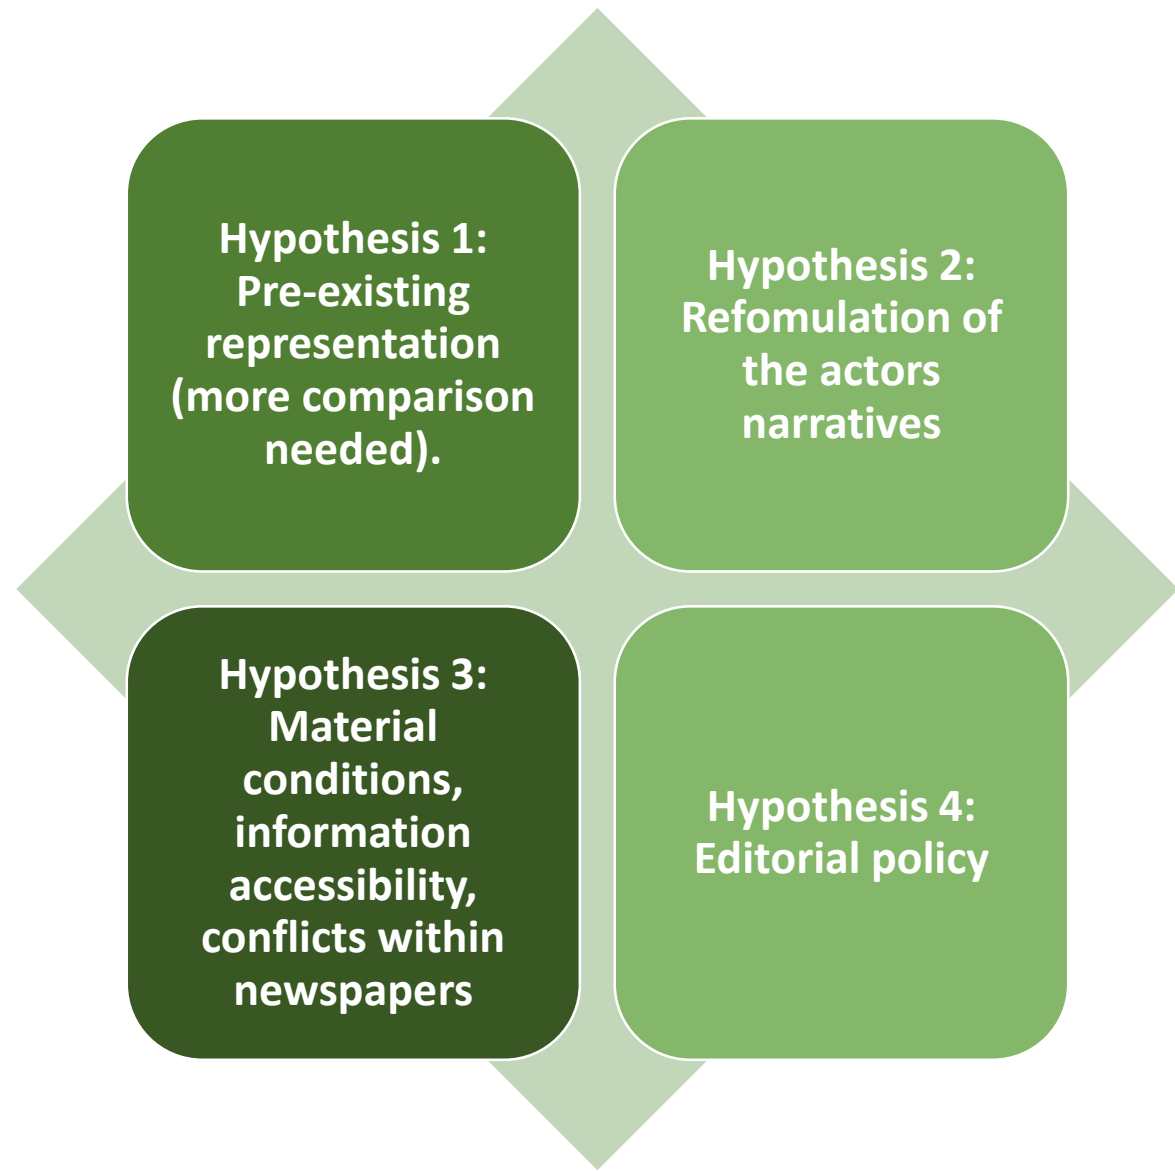 Hypothesis 1:
Pre-existing
representation
(more comparison
needed).
Hypothesis 2:
Refomulation of
the actors
narratives
Hypothesis 3:
Material
conditions,
information
accessibility,
conflicts within
newspapers
Hypothesis 4:
Editorial policy